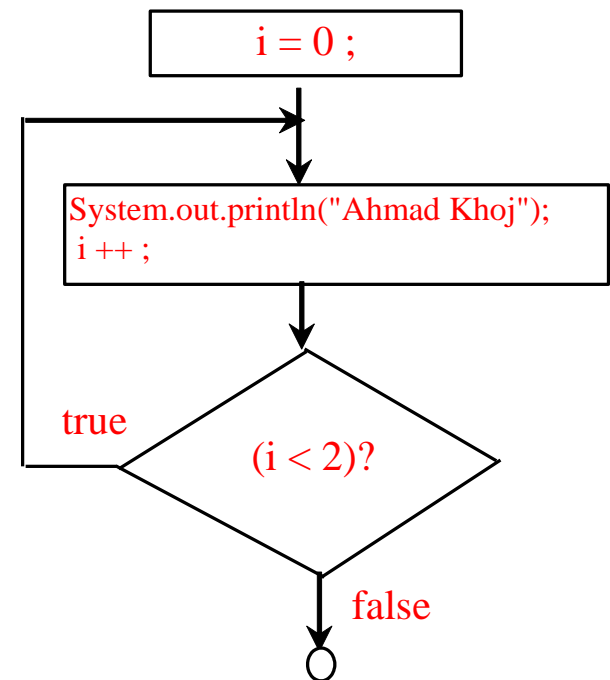 i = 0 ;
System.out.println("Ahmad Khoj");
i ++ ;
true
(i < 2)?
false